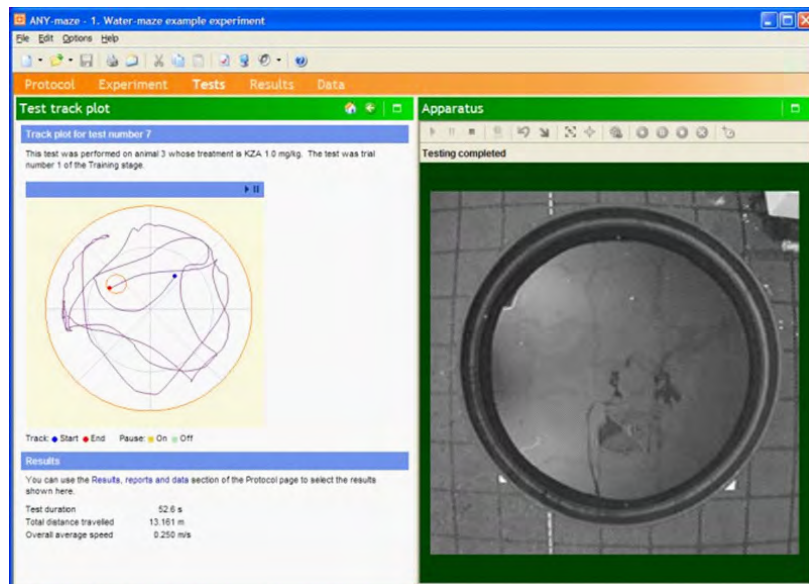 ANY-maze - 1. Water-maze example experiment
File Edit Options Help
Protocol Experiment Tests Results Data
Test track plot
Apparatus
Track plot for test number 7
This test was performed on animal 3 whose treatment is KZA 1.0 mg/kg. The test was trial
number 1 of the Training stage.
Testing completed
Track: Start End Pause: On Off
Results
You can use the Results, reports and data section of the Protocol page to select the results
shown here.
Test duration 52.6 s
Total distance travelled 13.161 m
Overall average speed 0.250 m/s